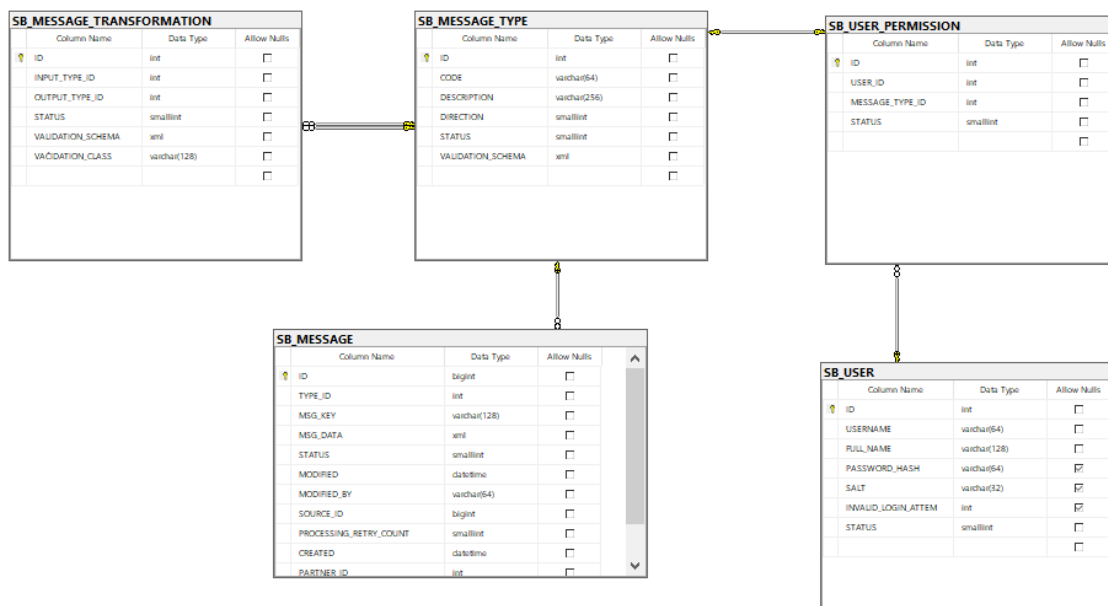 SB_MESSAGE_TRANSFORMATION
Column Name Data Type Allow Nulls
ID int
INPUT_TYPE_ID int
OUTPUT_TYPE_ID int
STATUS smallint
VALIDATION_SCHEMA xml
VACIDATION_CLASS varchar(128)
SB_MESSAGE_TYPE
Column Name Data Type Allow Nulls
ID int
CODE varchar(64)
DESCRIPTION varchar(256)
DIRECTION smallint
STATUS smallint
VALIDATION_SCHEMA xml
SB_USER_PERMISSION
Column Name Data Type Allow Nulls
ID int
USER_ID int
MESSAGE_TYPE_ID int
STATUS smallint
SB_MESSAGE
Column Name Data Type Allow Nulls
ID bigint
TYPE_ID int
MSG_KEY varchar(128)
MSG_DATA xml
STATUS smallint
MODIFIED datetime
MODIFIED_BY varchar(64)
SOURCE_ID bigint
PROCESSING_RETRY_COUNT smallint
CREATED datetime
PARTNER_ID int
SB_USER
Column Name Data Type Allow Nulls
ID int
USERNAME varchar(64)
FULL_NAME varchar(128)
PASSWORD_HASH varchar(64)
SALT varchar(32)
INVALID_LOGIN_ATTEM int
STATUS smallint